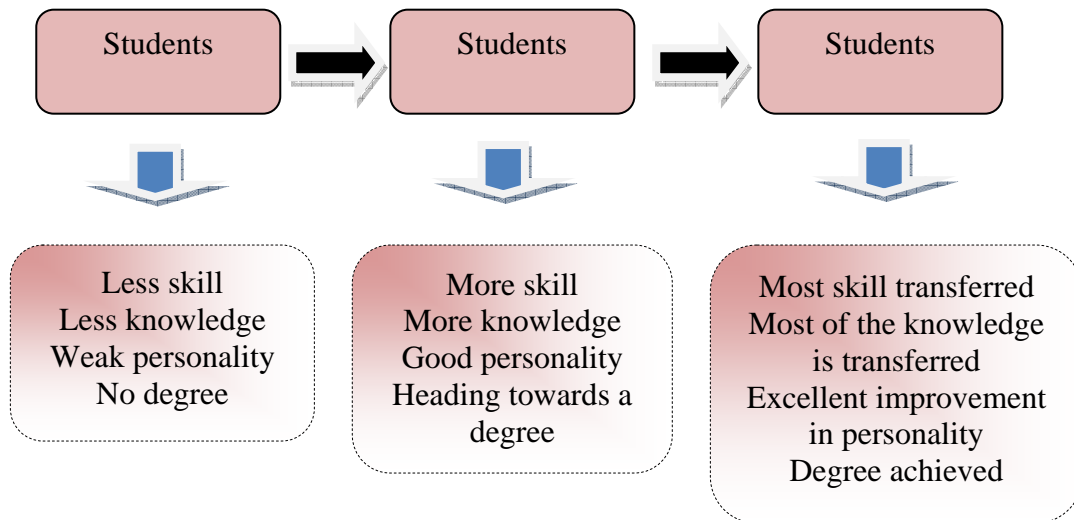 Students
Students
Students
Less skill
Less knowledge
Weak personality
No degree
More skill
More knowledge
Good personality
Heading towards a
degree
Most skill transferred
Most of the knowledge
is transferred
Excellent improvement
in personality
Degree achieved